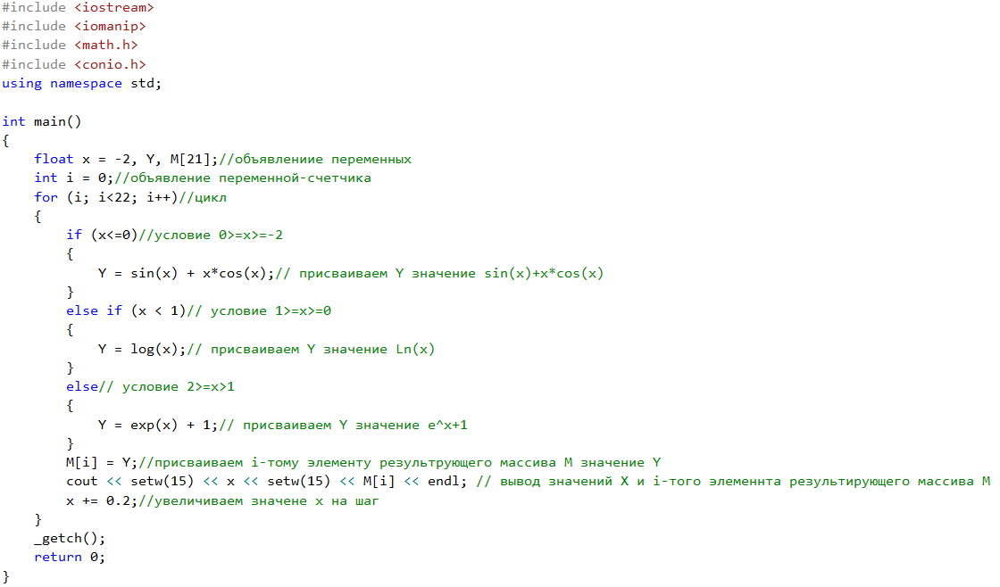 #include <iostream>
#include <iomanip>
#include <math.h>
#include <conio.h>
using namespace std;

int main()
{
    float x = -2, Y, M[21];//объявлениие переменных
    int i = 0;//объявление переменной-счетчика
    for (i; i<22; i++)//цикл
    {
        if (x<=0)//условие 0>=x>=-2
        {
            Y = sin(x) + x*cos(x);// присваиваем Y значение sin(x)+x*cos(x)
        }
        else if (x < 1)// условие 1>=x>=0
        {
            Y = log(x);// присваиваем Y значение Ln(x)
        }
        else// условие 2>=x>1
        {
            Y = exp(x) + 1;// присваиваем Y значение e^x+1
        }
        M[i] = Y;//присваиваем i-тому элементу результрующего массива M значение Y
        cout << setw(15) << x << setw(15) << M[i] << endl; // вывод значений X и i-того элеменнта результирующего массива M
        x += 0.2;//увеличиваем значене x на шаг
    }
    _getch();
    return 0;
}